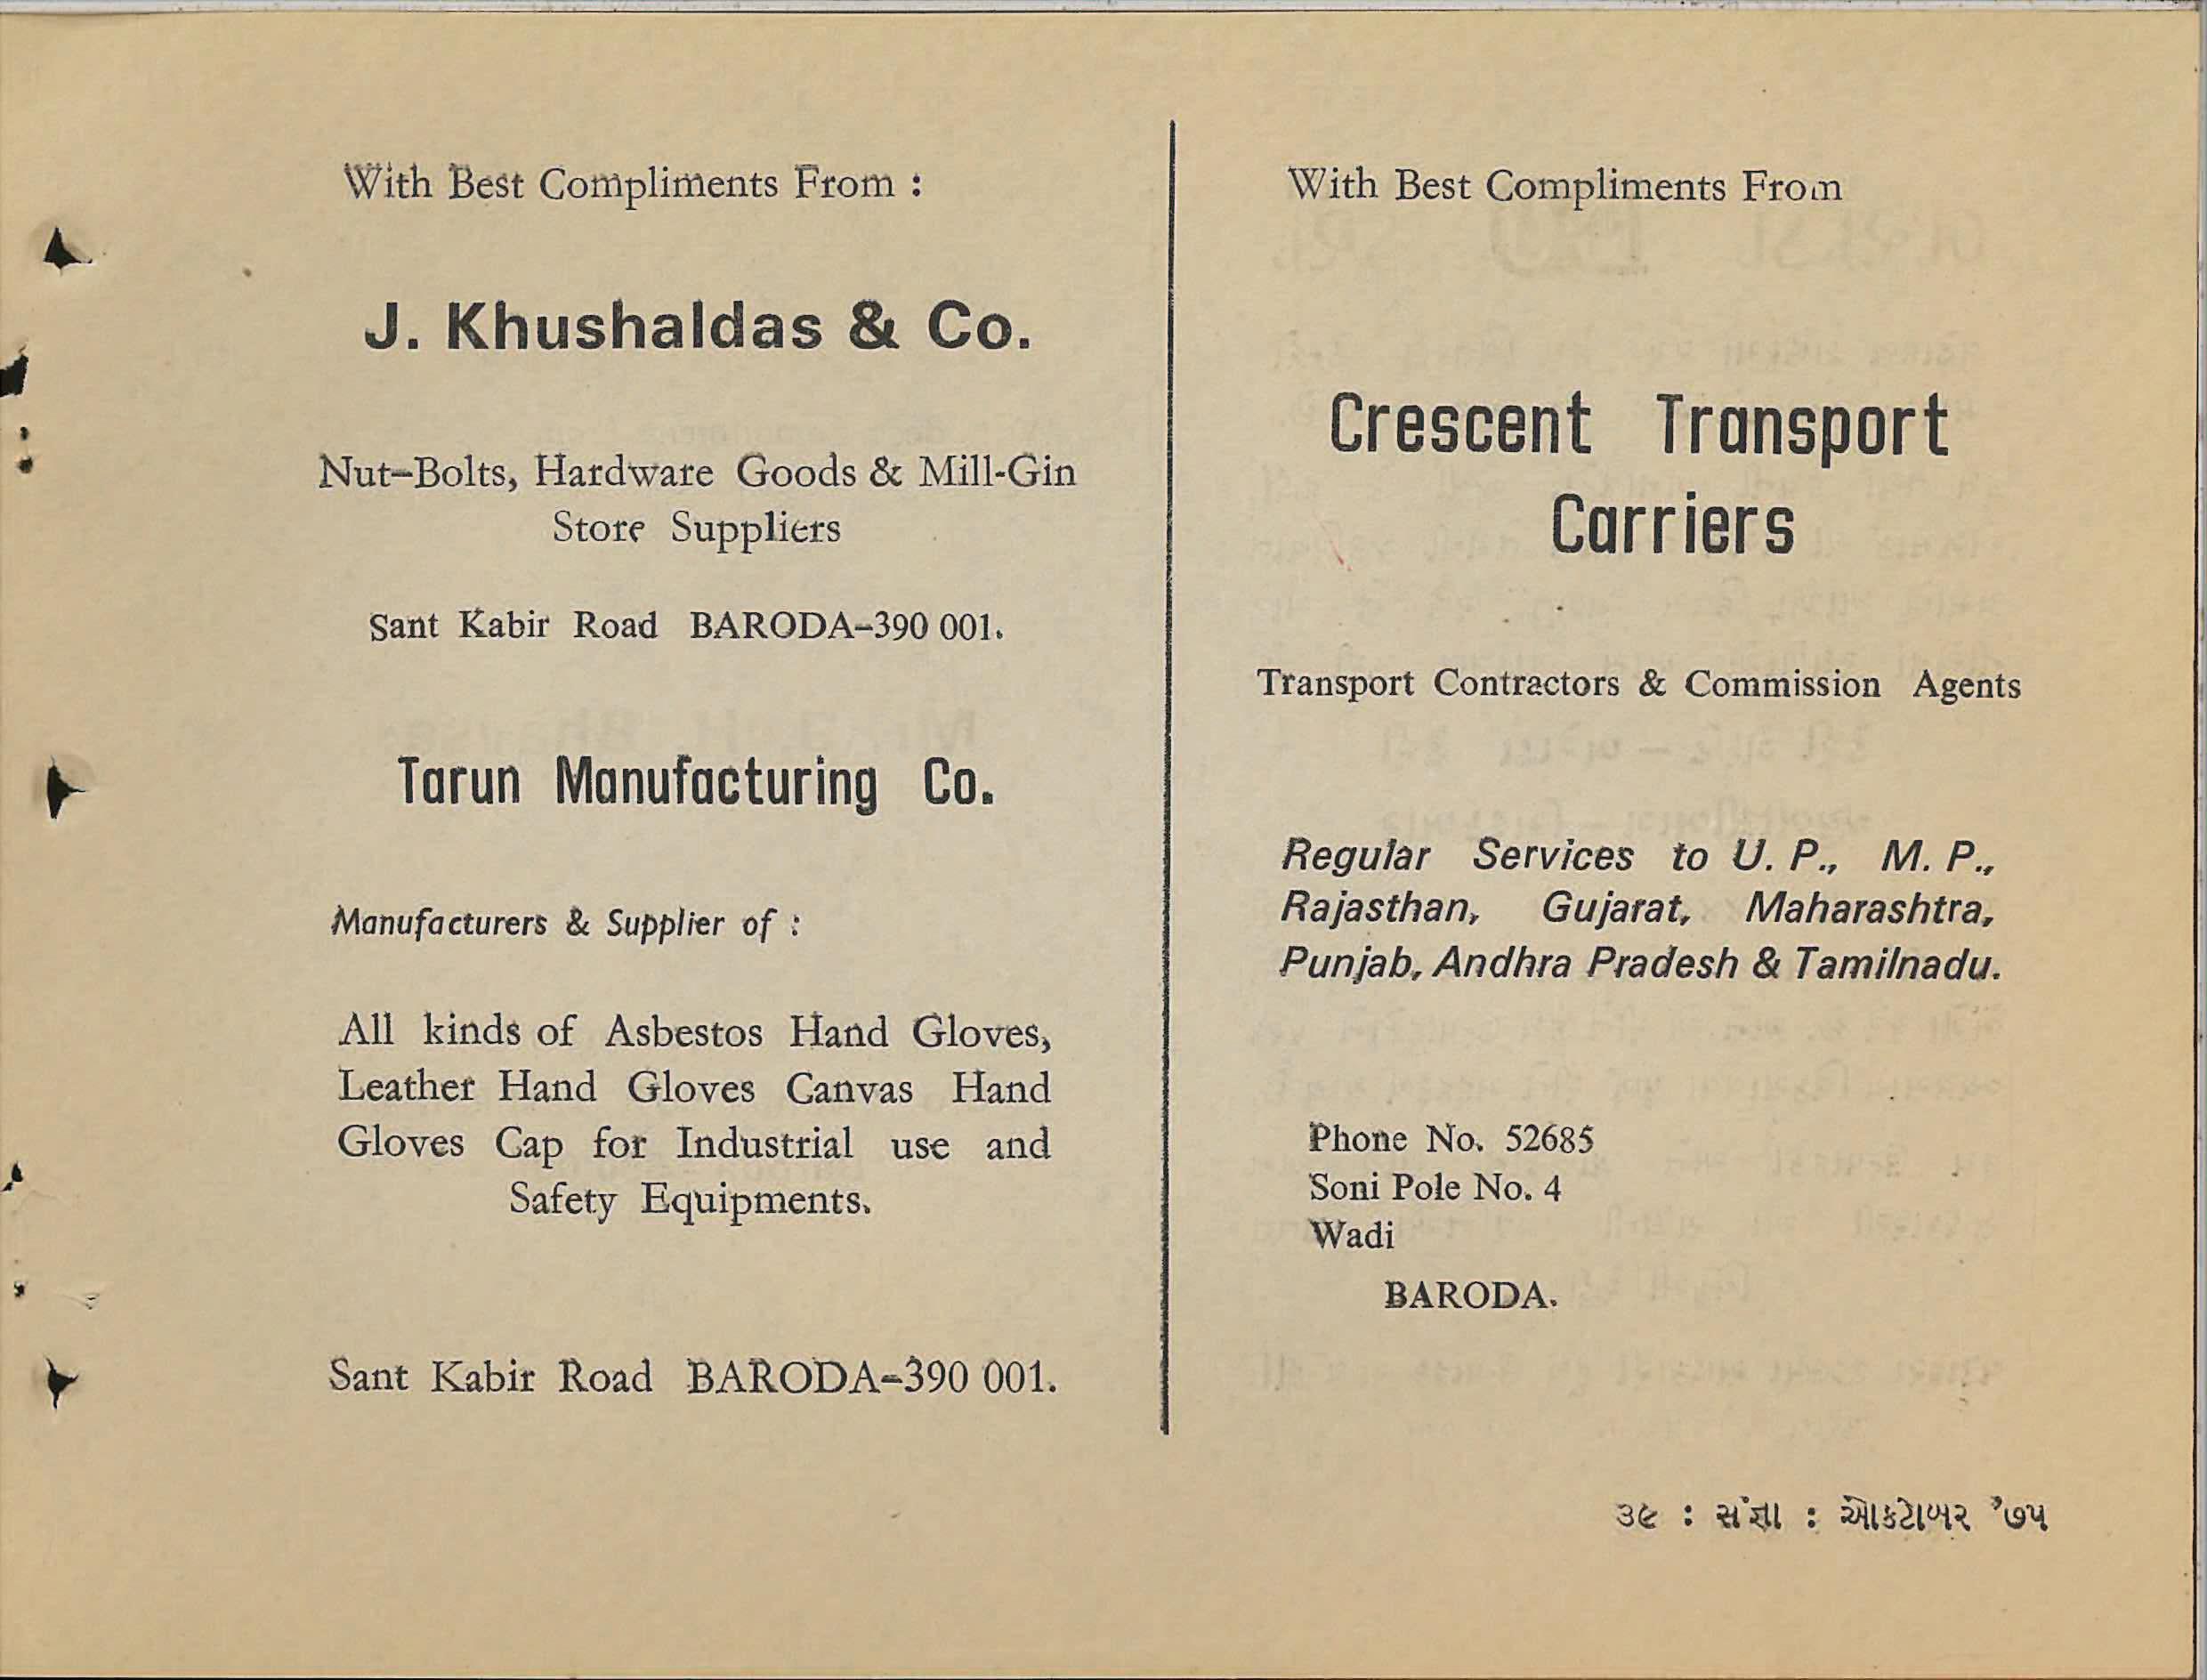 With Best Compliments From :
J. Khushaldas & Co.
Nut-Bolts, Hardware Goods & Mill-Gin
Store Suppliers
Sant Kabir Road BARODA-390 001.
Tarun Manufacturing Co.
Manufacturers & Supplier of :
All kinds of Asbestos Hand Gloves,
Leather Hand Gloves Canvas Hand
Gloves Cap for Industrial use and
Safety Equipments.
Sant Kabir Road BARODA-390 001.
With Best Compliments From
Crescent Transport
Carriers
Transport Contractors & Commission Agents
Regular Services to U. P., M. P.,
Rajasthan, Gujarat, Maharashtra,
Punjab, Andhra Pradesh & Tamilnadu.
Phone No. 52685
Soni Pole No. 4
Wadi
BARODA.
૩૯ : સંજ્ઞા : ઓકટોબર '૭૫